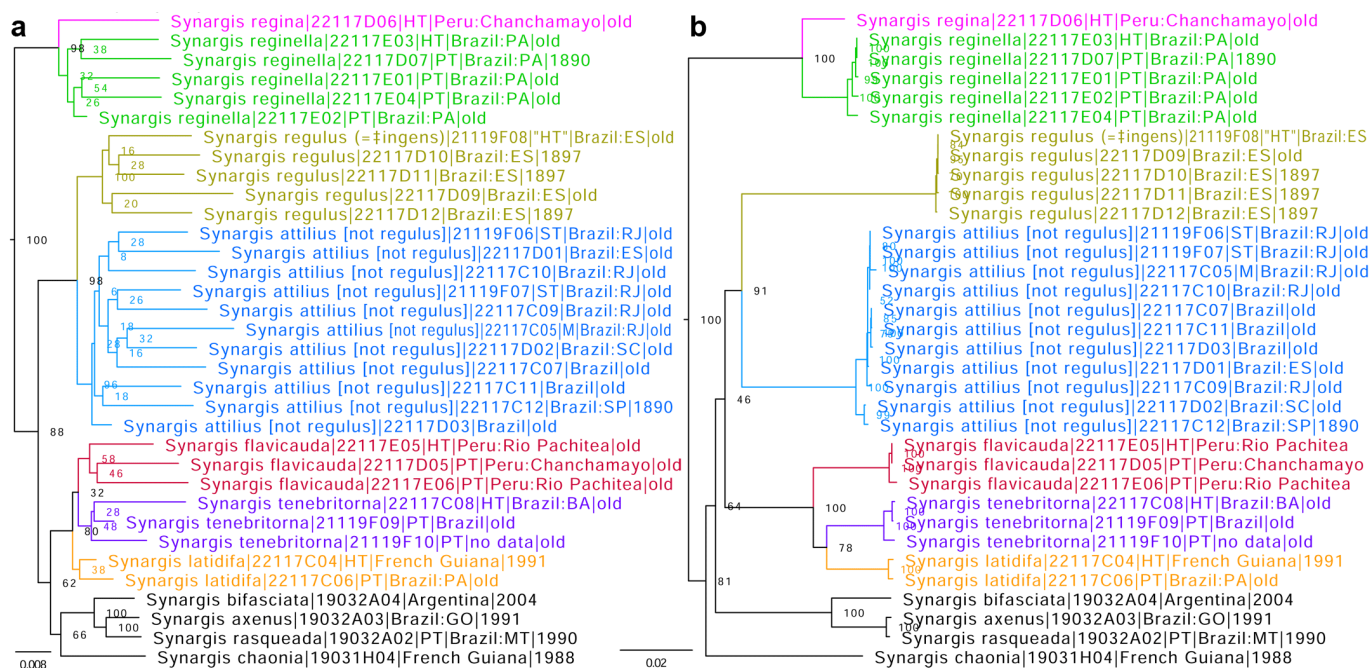 a
Synargis regina|22117D06|HT|Peru:Chanchamayo|old
Synargis reginella|22117E03|HT|Brazil:PA|old
Synargis reginella|22117D07|PT|Brazil:PA|1890
Synargis reginella|22117E01|PT|Brazil:PA|old
Synargis reginella|22117E04|PT|Brazil:PA|old
Synargis reginella|22117E02|PT|Brazil:PA|old
Synargis regulus (=‡ingens)|21119F08|"HT"|Brazil:ES|old
Synargis regulus|22117D10|Brazil:ES|1897
Synargis regulus|22117D11|Brazil:ES|1897
Synargis regulus|22117D09|Brazil:ES|old
Synargis regulus|22117D12|Brazil:ES|1897
Synargis attilius [not regulus]|21119F06|ST|Brazil:RJ|old
Synargis attilius [not regulus]|22117D01|Brazil:ES|old
Synargis attilius [not regulus]|22117C10|Brazil:RJ|old
Synargis attilius [not regulus]|21119F07|ST|Brazil:RJ|old
Synargis attilius [not regulus]|22117C09|Brazil:RJ|old
Synargis attilius [not regulus]|22117C05|M|Brazil:RJ|old
Synargis attilius [not regulus]|22117D02|Brazil:SC|old
Synargis attilius [not regulus]|22117C07|Brazil|old
Synargis attilius [not regulus]|22117C11|Brazil|old
Synargis attilius [not regulus]|22117C12|Brazil:SP|1890
Synargis attilius [not regulus]|22117D03|Brazil|old
Synargis flavicauda|22117E05|HT|Peru:Rio Pachitea|old
Synargis flavicauda|22117D05|PT|Peru:Chanchamayo|old
Synargis flavicauda|22117E06|PT|Peru:Rio Pachitea|old
Synargis tenebritorna|22117C08|HT|Brazil:BA|old
Synargis tenebritorna|21119F09|PT|Brazil|old
Synargis tenebritorna|21119F10|PT|no data|old
Synargis latidifa|22117C04|HT|French Guiana|1991
Synargis latidifa|22117C06|PT|Brazil:PA|old
Synargis bifasciata|19032A04|Argentina|2004
Synargis axenus|19032A03|Brazil:GO|1991
Synargis rasqueada|19032A02|PT|Brazil:MT|1990
Synargis chaonia|19031H04|French Guiana|1988
98
38
32
54
26
16
28
100
20
100
28
8
98
6
26
18
32
28
16
96
18
88
58
46
32
28
48
80
38
62
100
100
66
0.008
b
Synargis regina|22117D06|HT|Peru:Chanchamayo|old
Synargis reginella|22117E03|HT|Brazil:PA|old
Synargis reginella|22117D07|PT|Brazil:PA|1890
Synargis reginella|22117E01|PT|Brazil:PA|old
Synargis reginella|22117E02|PT|Brazil:PA|old
Synargis reginella|22117E04|PT|Brazil:PA|old
Synargis regulus (=‡ingens)|21119F08|"HT"|Brazil:ES
Synargis regulus|22117D09|Brazil:ES|old
Synargis regulus|22117D10|Brazil:ES|1897
Synargis regulus|22117D11|Brazil:ES|1897
Synargis regulus|22117D12|Brazil:ES|1897
Synargis attilius [not regulus]|21119F06|ST|Brazil:RJ|old
Synargis attilius [not regulus]|21119F07|ST|Brazil:RJ|old
Synargis attilius [not regulus]|22117C05|M|Brazil:RJ|old
Synargis attilius [not regulus]|22117C10|Brazil:RJ|old
Synargis attilius [not regulus]|22117C07|Brazil|old
Synargis attilius [not regulus]|22117C11|Brazil|old
Synargis attilius [not regulus]|22117D03|Brazil|old
Synargis attilius [not regulus]|22117D01|Brazil:ES|old
Synargis attilius [not regulus]|22117C09|Brazil:RJ|old
Synargis attilius [not regulus]|22117D02|Brazil:SC|old
Synargis attilius [not regulus]|22117C12|Brazil:SP|1890
Synargis flavicauda|22117E05|HT|Peru:Rio Pachitea
Synargis flavicauda|22117D05|PT|Peru:Chanchamayo
Synargis flavicauda|22117E06|PT|Peru:Rio Pachitea
Synargis tenebritorna|22117C08|HT|Brazil:BA|old
Synargis tenebritorna|21119F09|PT|Brazil|old
Synargis tenebritorna|21119F10|PT|no data|old
Synargis latidifa|22117C04|HT|French Guiana|1991
Synargis latidifa|22117C06|PT|Brazil:PA|old
Synargis bifasciata|19032A04|Argentina|2004
Synargis axenus|19032A03|Brazil:GO|1991
Synargis rasqueada|19032A02|PT|Brazil:MT|1990
Synargis chaonia|19031H04|French Guiana|1988
100
100
100
91
100
52
85
100
46
100
99
100
100
64
100
100
78
100
81
100
100
0.02